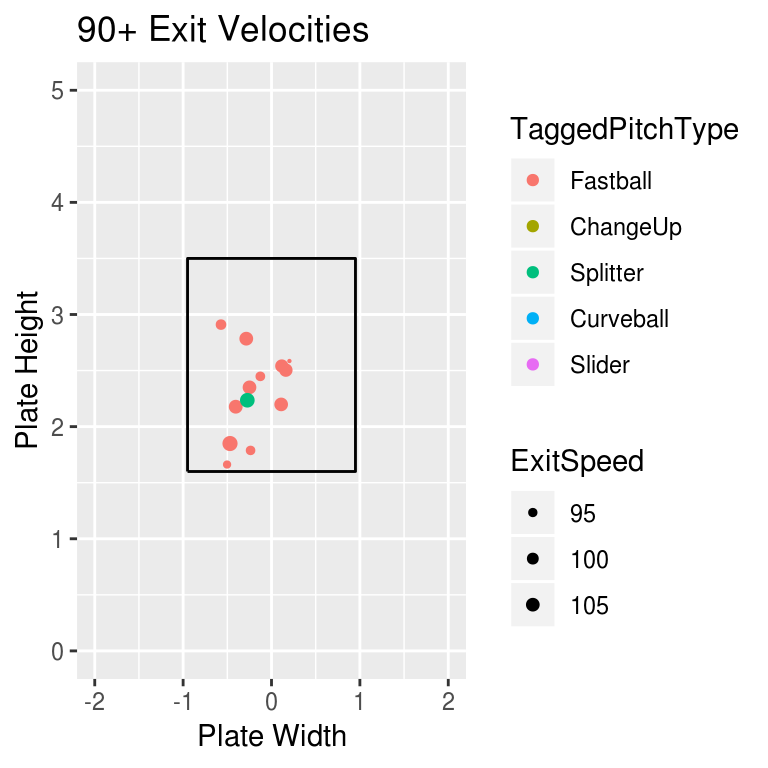 90+ Exit Velocities
5
4
3
2
1
0
Plate Height
-2 -1 0 1 2
Plate Width
TaggedPitchType
Fastball
ChangeUp
Splitter
Curveball
Slider
ExitSpeed
95
100
105